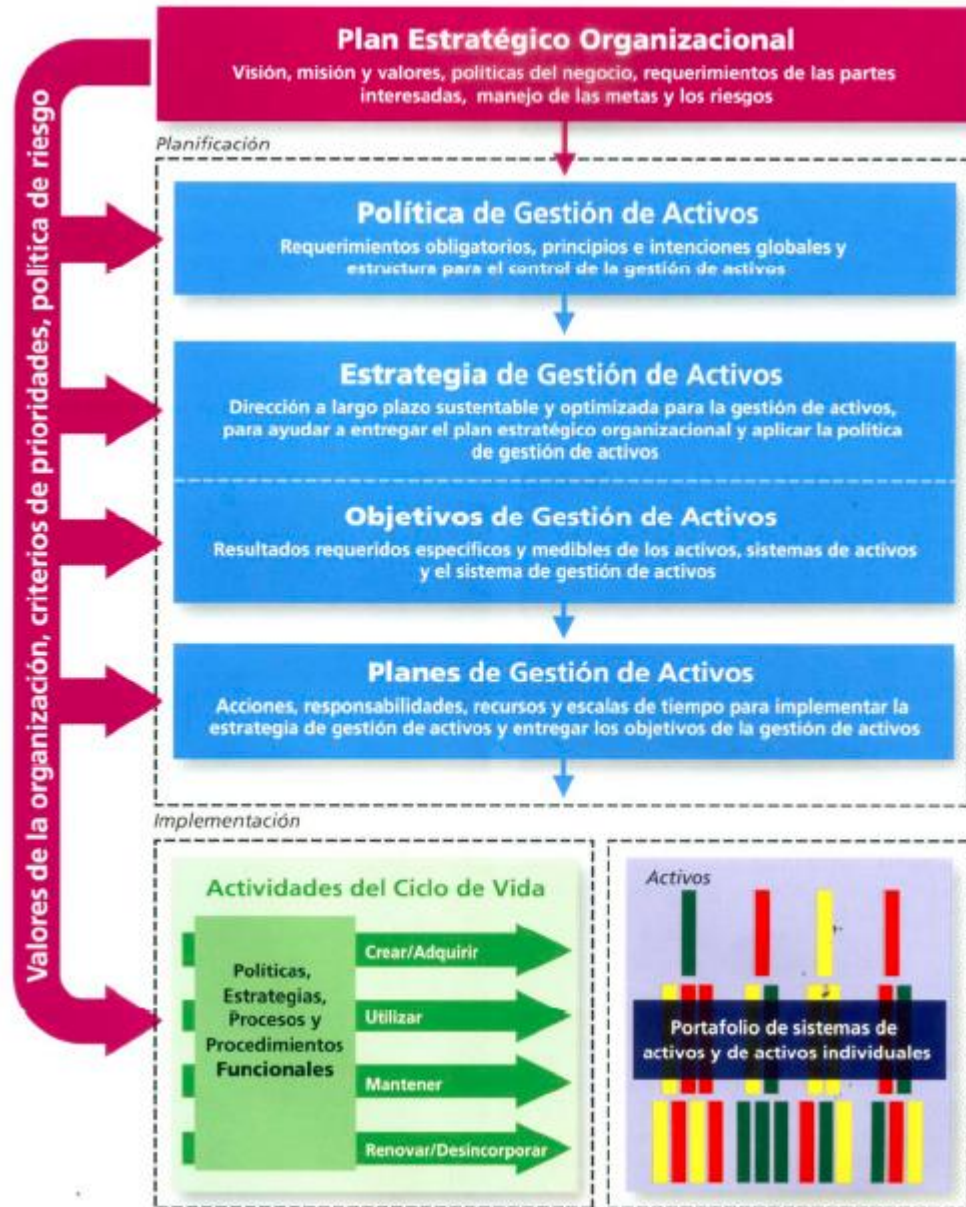 Plan Estratégico Organizacional
Visión, misión y valores, políticas del negocio, requerimientos de las partes
interesadas, manejo de las metas y los riesgos
Valores de la organización, criterios de prioridades, política de riesgo
Planificación
Política de Gestión de Activos
Requerimientos obligatorios, principios e intenciones globales y
estructura para el control de la gestión de activos
Estrategia de Gestión de Activos
Dirección a largo plazo sustentable y optimizada para la gestión de activos,
para ayudar a entregar el plan estratégico organizacional y aplicar la política
de gestión de activos
Objetivos de Gestión de Activos
Resultados requeridos específicos y medibles de los activos, sistemas de activos
y el sistema de gestión de activos
Planes de Gestión de Activos
Acciones, responsabilidades, recursos y escalas de tiempo para implementar la
estrategia de gestión de activos y entregar los objetivos de la gestión de activos
Implementación
Actividades del Ciclo de Vida
Políticas,
Estrategias,
Procesos y
Procedimientos
Funcionales
Crear/Adquirir
Utilizar
Mantener
Renovar/Desincorporar
Activos
Portafolio de sistemas de
activos y de activos individuales